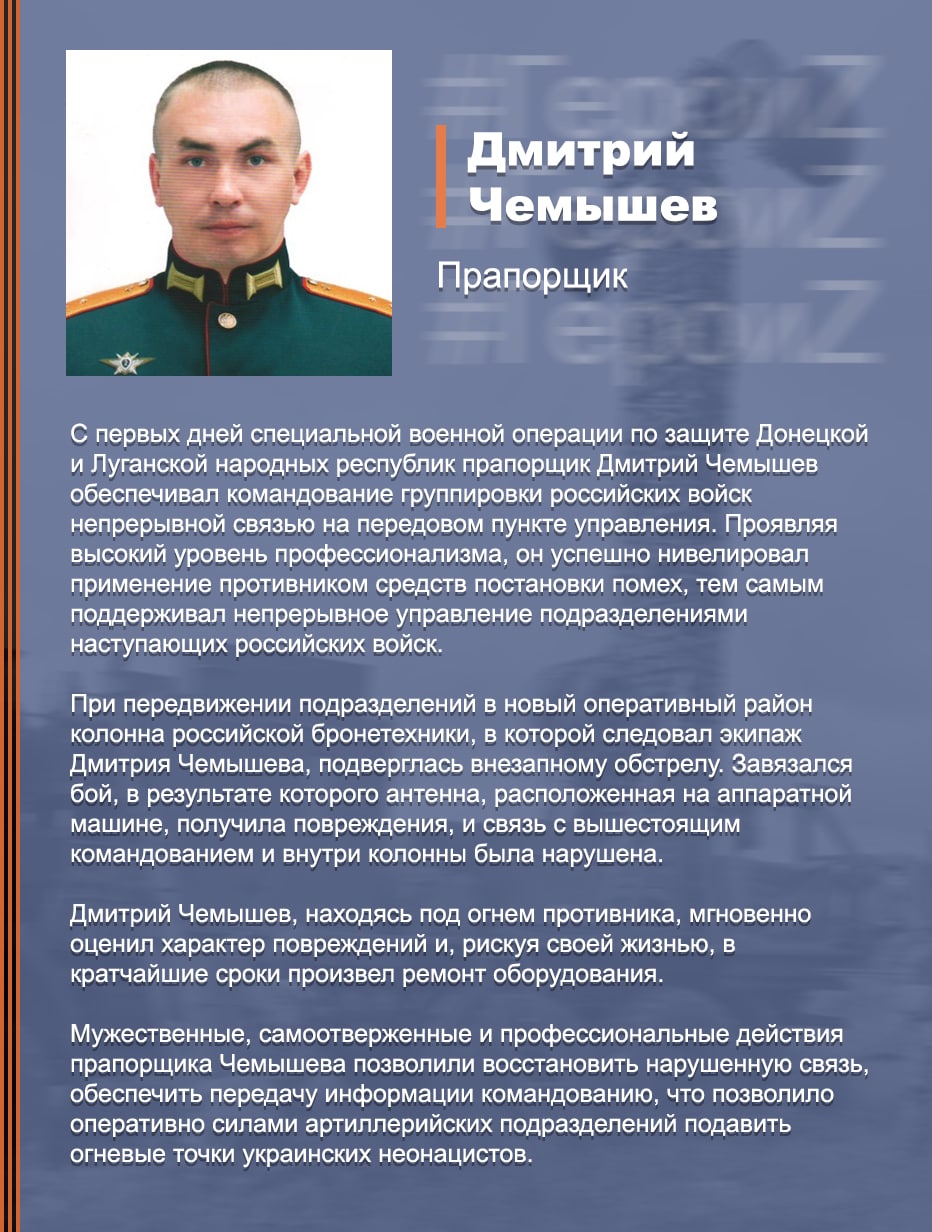 #ГероиZ
Дмитрий
Чемышев
#ГероиZ
Прапорщик
#ГероиZ
С первых дней специальной военной операции по защите Донецкой
и Луганской народных республик прапорщик Дмитрий Чемышев
обеспечивал командование группировки российских войск
непрерывной связью на передовом пункте управления. Проявляя
высокий уровень профессионализма, он успешно нивелировал
применение противником средств постановки помех, тем самым
поддерживал непрерывное управление подразделениями
наступающих российских войск.
При передвижении подразделений в новый оперативный район
колонна российской бронетехники, в которой следовал экипаж
Дмитрия Чемышева, подверглась внезапному обстрелу. Завязался
бой, в результате которого антенна, расположенная на аппаратной
машине, получила повреждения, и связь с вышестоящим
командованием и внутри колонны была нарушена.
Дмитрий Чемышев, находясь под огнем противника, мгновенно
оценил характер повреждений и, рискуя своей жизнью, в
кратчайшие сроки произвел ремонт оборудования.
Мужественные, самоотверженные и профессиональные действия
прапорщика Чемышева позволили восстановить нарушенную связь,
обеспечить передачу информации командованию, что позволило
оперативно силами артиллерийских подразделений подавить
огневые точки украинских неонацистов.